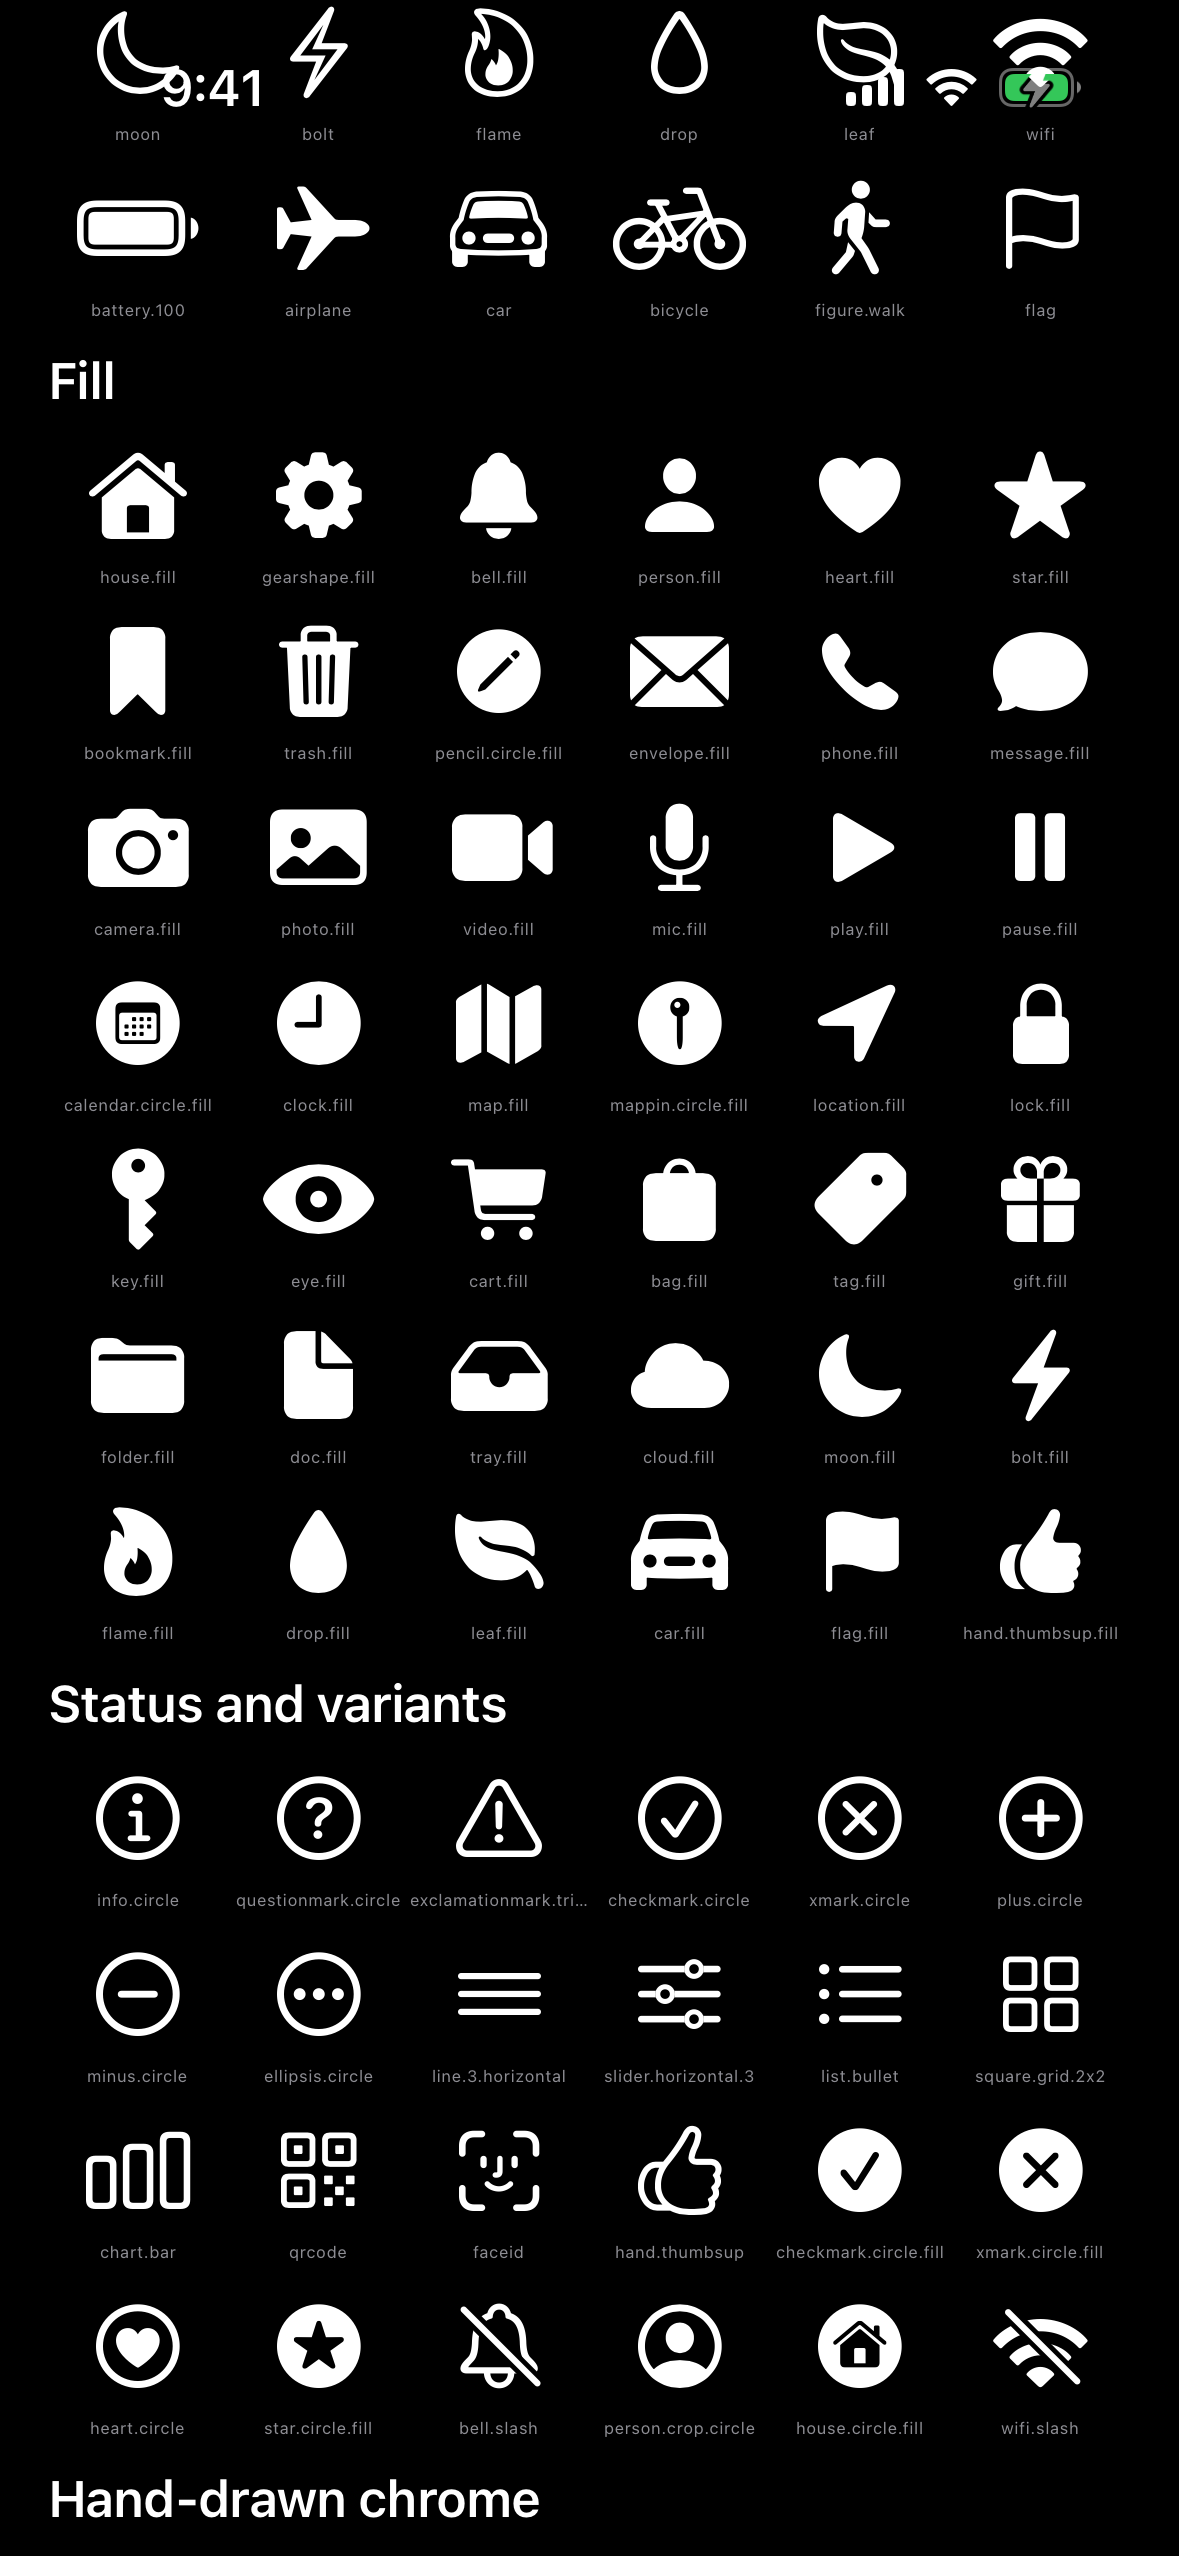 9:41
moon bolt flame drop leaf wifi
battery.100 airplane car bicycle figure.walk flag
Fill
house.fill gearshape.fill bell.fill person.fill heart.fill star.fill
bookmark.fill trash.fill pencil.circle.fill envelope.fill phone.fill message.fill
camera.fill photo.fill video.fill mic.fill play.fill pause.fill
calendar.circle.fill clock.fill map.fill mappin.circle.fill location.fill lock.fill
key.fill eye.fill cart.fill bag.fill tag.fill gift.fill
folder.fill doc.fill tray.fill cloud.fill moon.fill bolt.fill
flame.fill drop.fill leaf.fill car.fill flag.fill hand.thumbsup.fill
Status and variants
info.circle questionmark.circle exclamationmark.tri... checkmark.circle xmark.circle plus.circle
minus.circle ellipsis.circle line.3.horizontal slider.horizontal.3 list.bullet square.grid.2x2
chart.bar qrcode faceid hand.thumbsup checkmark.circle.fill xmark.circle.fill
heart.circle star.circle.fill bell.slash person.crop.circle house.circle.fill wifi.slash
Hand-drawn chrome